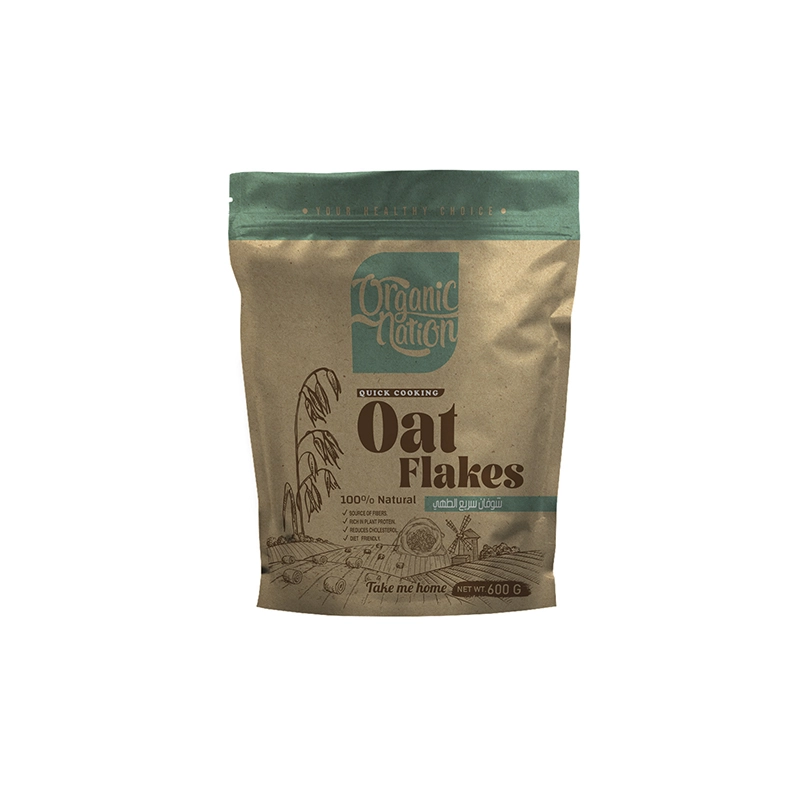 • YOUR HEALTHY CHOICE •
Organic
Nation
QUICK COOKING
Oat
Flakes
100% Natural
شوفان سريع الطهي
✓ SOURCE OF FIBERS
✓ RICH IN PLANT PROTEIN.
✓ REDUCES CHOLESTEROL
✓ DIET FRIENDLY.
Take me home
NET WT. 600 G